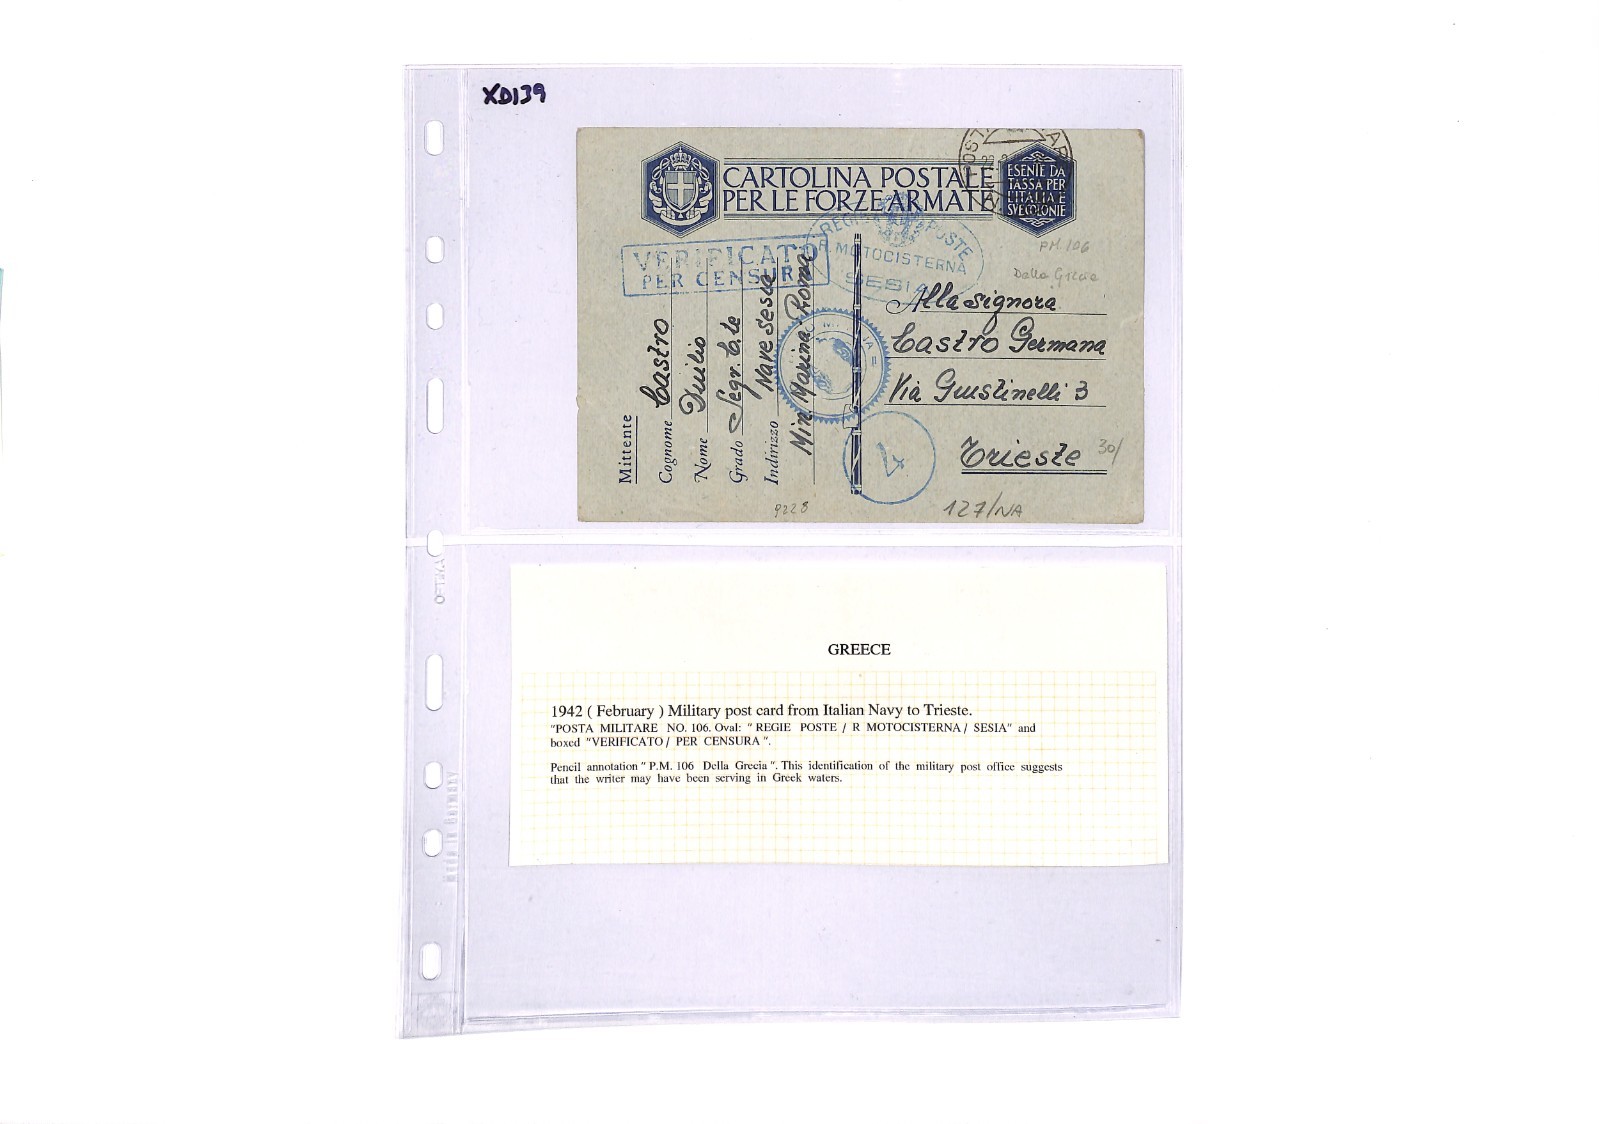 XD139
CARTOLINA POSTALE
PER LE FORZE ARMATE
ESENTE DA
TASSA PER
L'ITALIA E
SVE COLONIE
VERIFICATO
PER CENSURA
REGIE POSTE
R. MOTOCISTERNA
SESIA
P.M. 106
Dalla Grecia
Mittente
Cognome Castro
Nome Duilio
Grado Segr. C. le
Indirizzo Nave Sesia
Min. Marina Roma
Alla Signora
Castro Germana
Via Giustinelli 3
Trieste
30/
4
9228
127/NA
GREECE
1942 ( February ) Military post card from Italian Navy to Trieste.
"POSTA MILITARE NO. 106. Oval: " REGIE POSTE / R MOTOCISTERNA / SESIA" and
boxed "VERIFICATO / PER CENSURA ".
Pencil annotation " P.M. 106 Della Grecia ". This identification of the military post office suggests
that the writer may have been serving in Greek waters.